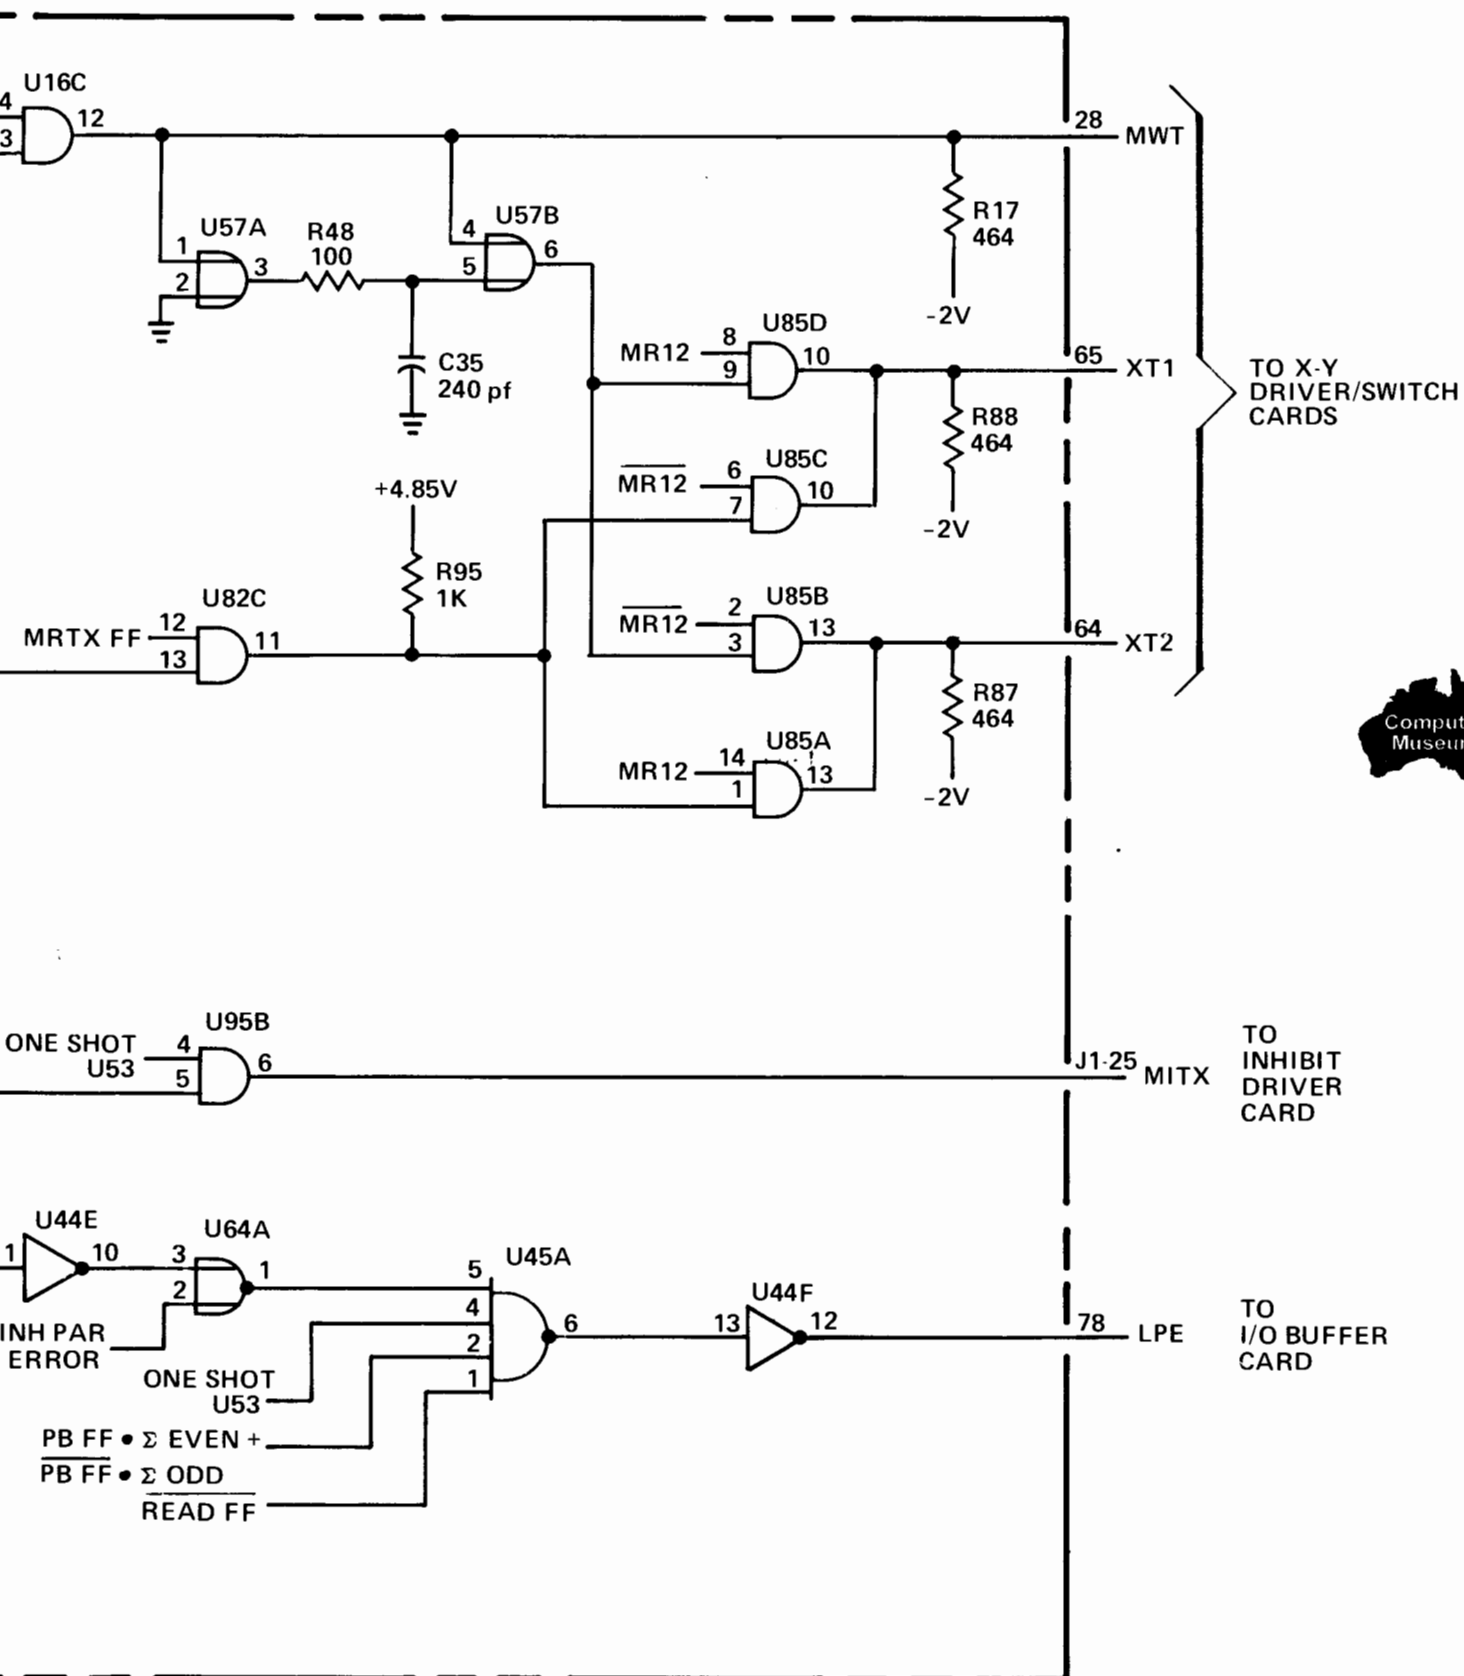 U16C
4
3
12
28
MWT
U57A
1
2
3
R48
100
U57B
4
5
6
R17
464
-2V
C35
240 pf
MR12
8
9
U85D
10
65
XT1
TO X-Y
DRIVER/SWITCH
CARDS
R88
464
-2V
MR12
6
7
U85C
10
+4.85V
R95
1K
U82C
MRTX FF
12
13
11
MR12
2
3
U85B
13
64
XT2
R87
464
-2V
MR12
14
1
U85A
13
Comput
Museu
U95B
ONE SHOT
U53
4
5
6
J1-25
MITX
TO
INHIBIT
DRIVER
CARD
U44E
1
10
U64A
3
2
1
INH PAR
ERROR
U45A
5
4
2
1
6
ONE SHOT
U53
PB FF • Σ EVEN +
PB FF • Σ ODD
READ FF
U44F
13
12
78
LPE
TO
I/O BUFFER
CARD